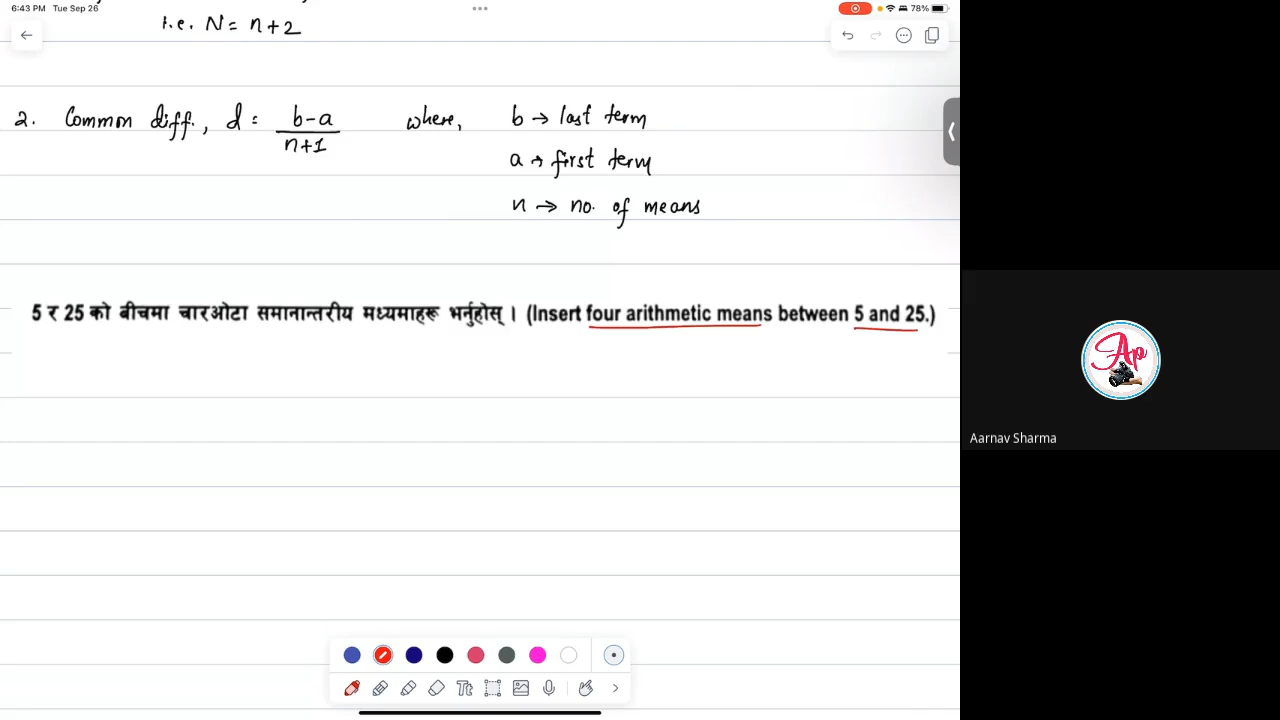 6:43 PM Tue Sep 26
78%
i.e. N = n+2
2. Common diff., d = b-a / n+1 where, b → last term
a → first term
n → no. of means
5 र 25 को बीचमा चारओटा समानान्तरीय मध्यमाहरू भर्नुहोस् । (Insert four arithmetic means between 5 and 25.)
Tt
Ap
Aarnav Sharma